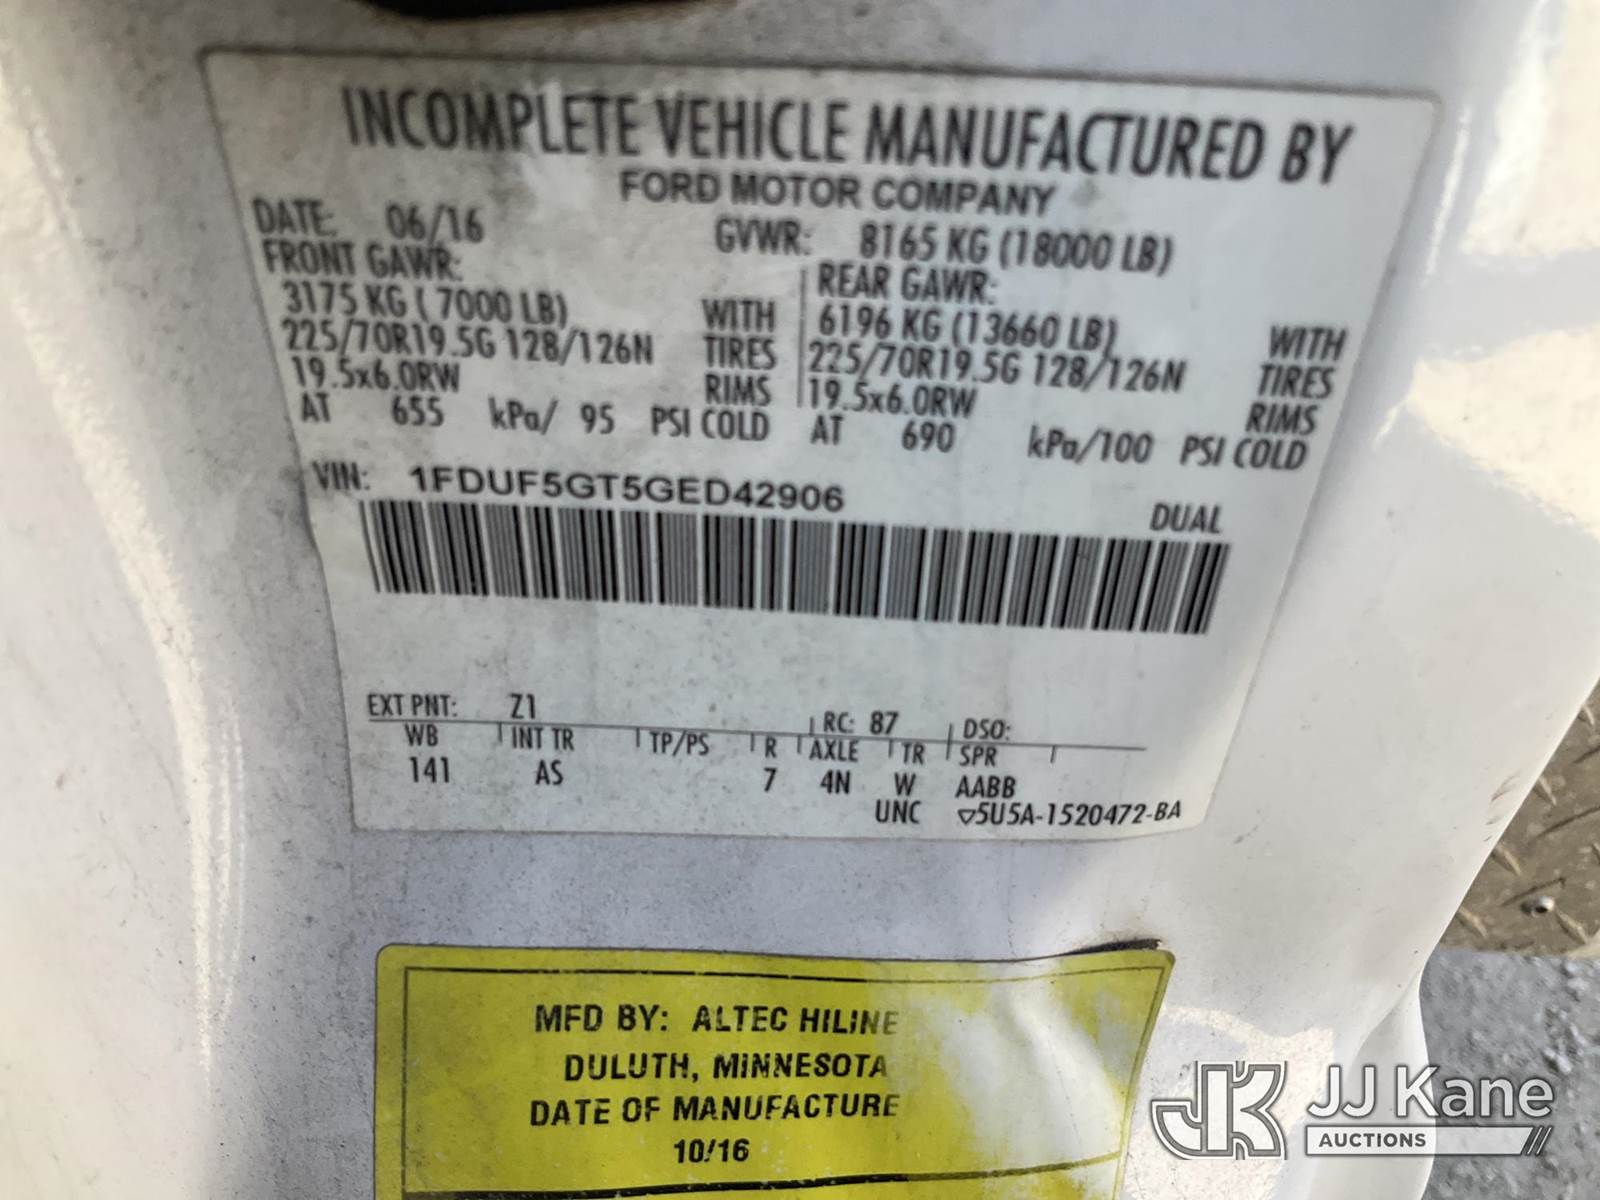 INCOMPLETE VEHICLE MANUFACTURED BY
FORD MOTOR COMPANY
DATE: 06/16 GVWR: 8165 KG (18000 LB)
FRONT GAWR: REAR GAWR:
3175 KG ( 7000 LB) WITH 6196 KG (13660 LB) WITH
225/70R19.5G 128/126N TIRES 225/70R19.5G 128/126N TIRES
19.5x6.0RW RIMS 19.5x6.0RW RIMS
AT 655 kPa/ 95 PSI COLD AT 690 kPa/100 PSI COLD
VIN: 1FDUF5GT5GED42906 DUAL
EXT PNT: Z1 RC: 87 DSO:
WB INT TR TP/PS R AXLE TR SPR
141 AS 7 4N W AABB
UNC ▽5U5A-1520472-BA
MFD BY: ALTEC HILINE
DULUTH, MINNESOTA
DATE OF MANUFACTURE
10/16
JK JJ Kane
AUCTIONS